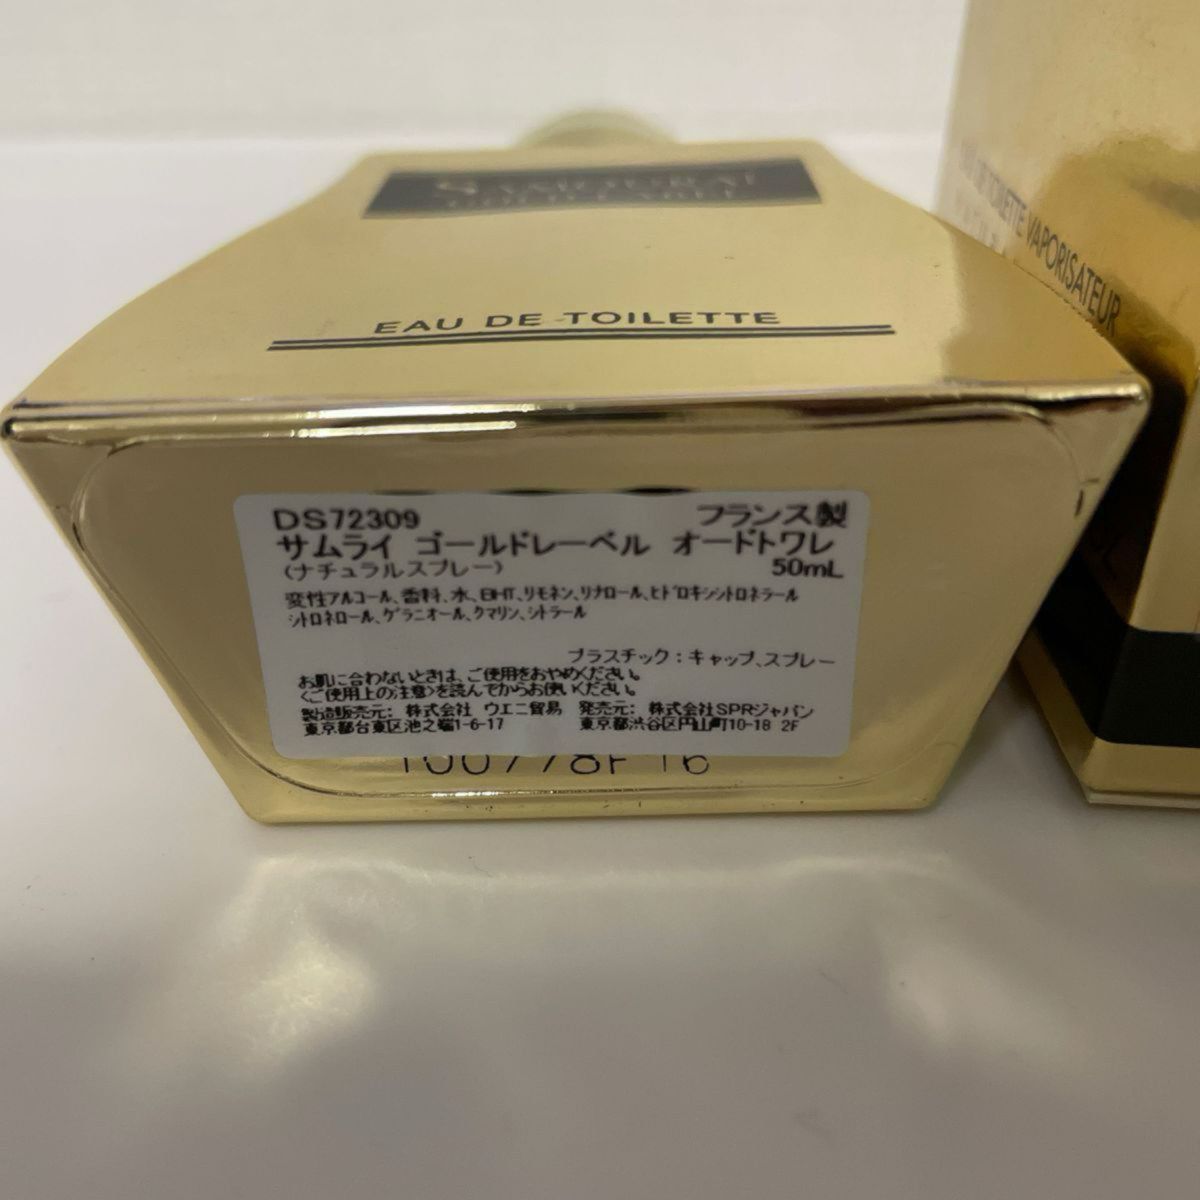 SAMOURAI
GOLD LABEL
EAU DE TOILETTE
DS72309 フランス製
サムライ ゴールドレーベル オードトワレ
(ナチュラルスプレー) 50mL
変性アルコール、香料、水、BHT、リモネン、リナロール、ヒドロキシシトロネラール
シトロネロール、ゲラニオール、クマリン、シトラール
プラスチック：キャップ、スプレー
お肌に合わないときは、ご使用をおやめください。
<ご使用上の注意>を読んでからお使いください。
製造販売元: 株式会社 ウエニ貿易 発売元: 株式会社SPRジャパン
東京都台東区池之端1-6-17 東京都渋谷区円山町10-18 2F
DE TOILETTE VAPORISATEUR